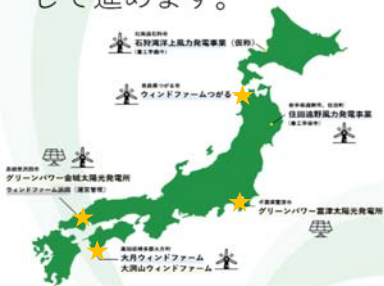 して進めます。
北海道石狩市
石狩湾洋上風力発電事業（仮称）
（着工準備中）
青森県つがる市
ウィンドファームつがる
岩手県遠野市、住田町
住田遠野風力発電事業
（着工準備中）
島根県浜田市
グリーンパワー金城太陽光発電所
ウィンドファーム浜田（運営管理）
千葉県富津市
グリーンパワー富津太陽光発電所
高知県幡多郡大月町
大月ウィンドファーム
大洞山ウィンドファーム